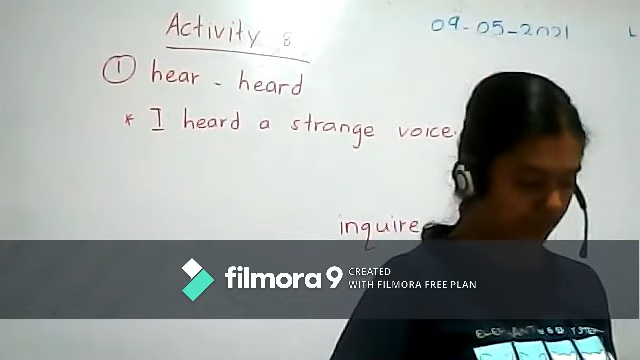 Activity 8
09-05-2021
L
① hear - heard
* I heard a strange voice.
inquire
filmora 9 CREATED
WITH FILMORA FREE PLAN